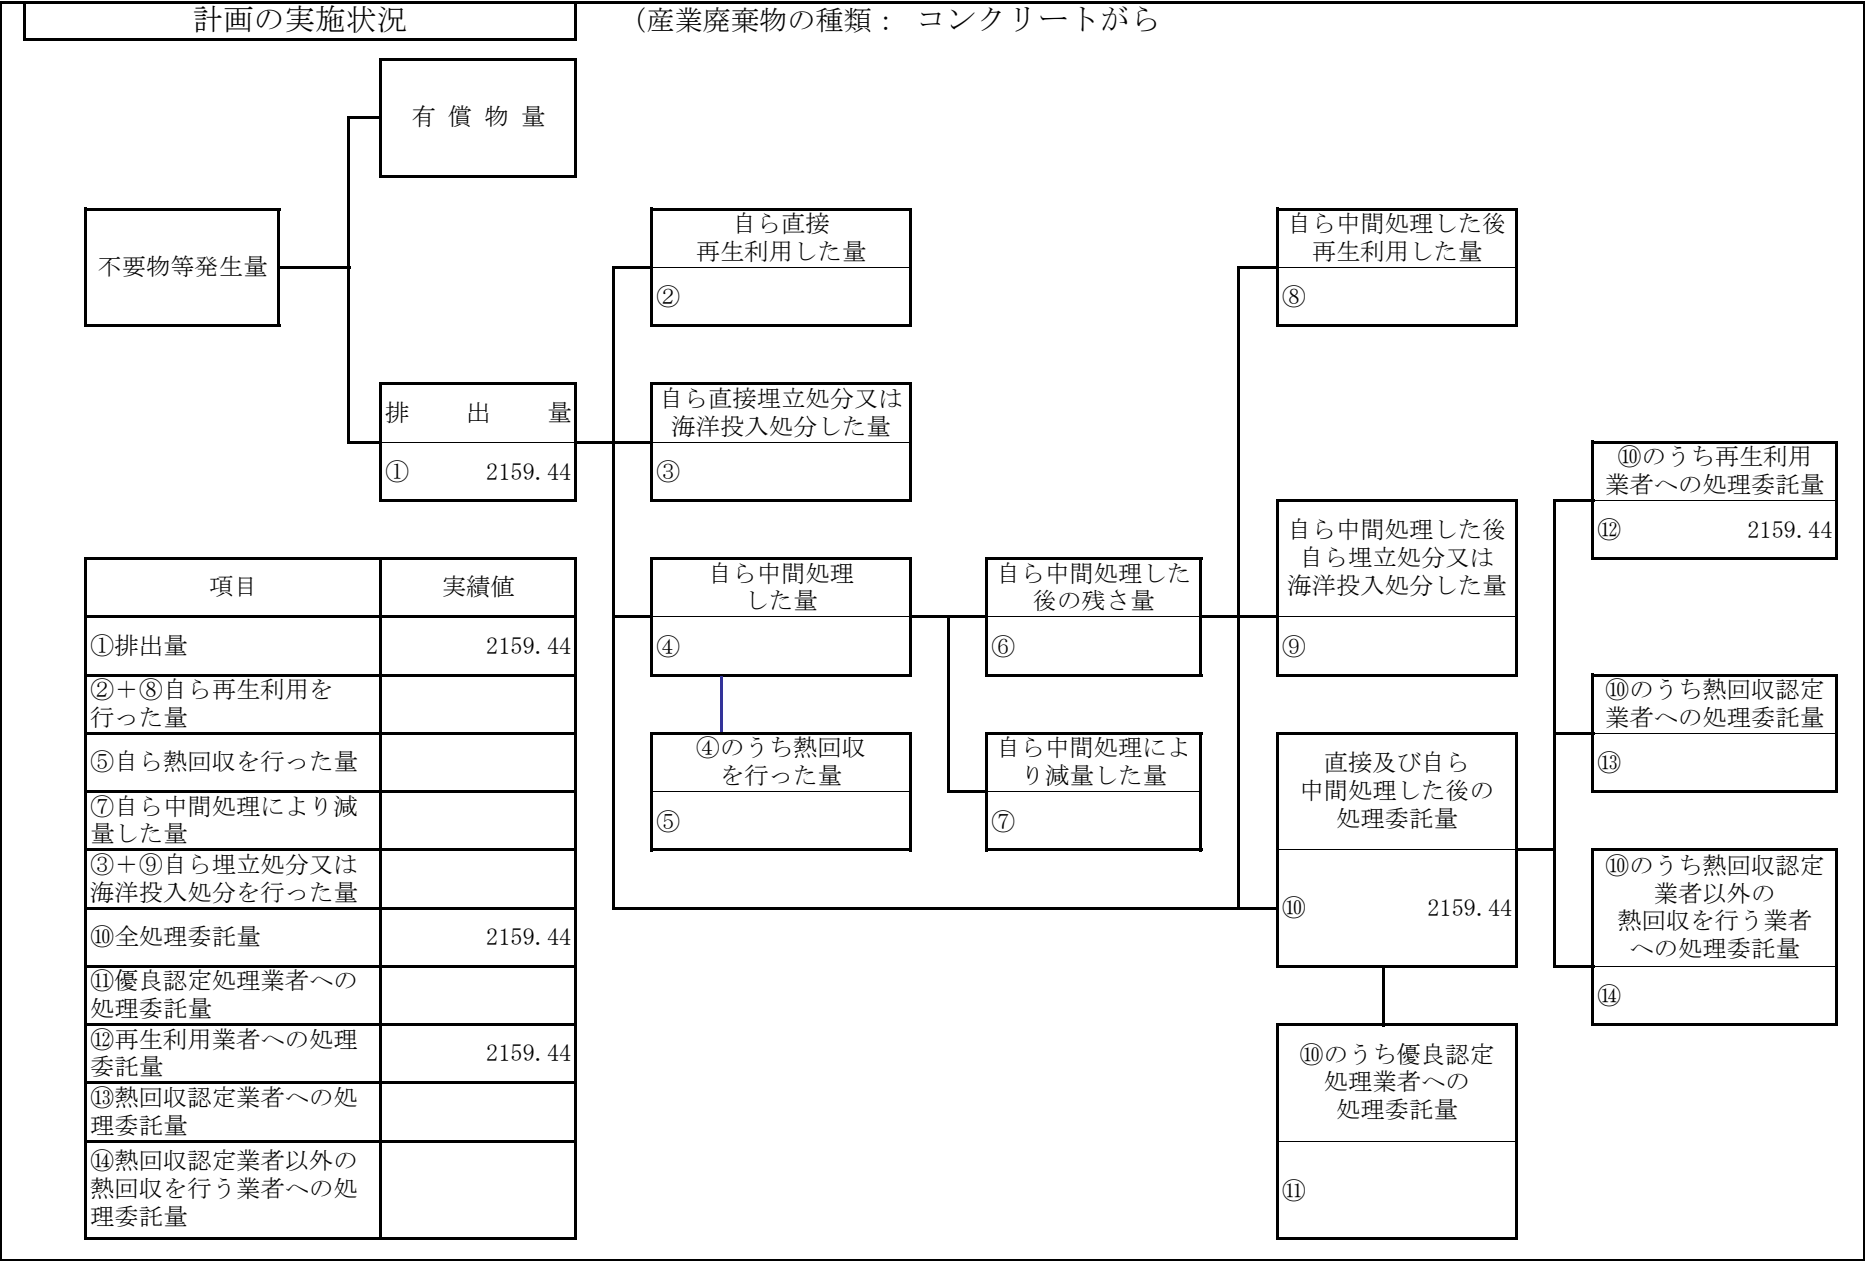 計画の実施状況
（産業廃棄物の種類： コンクリートがら
有 償 物 量
不要物等発生量
自ら直接
再生利用した量
②
自ら中間処理した後
再生利用した量
⑧
排 出 量
① 2159.44
自ら直接埋立処分又は
海洋投入処分した量
③
⑩のうち再生利用
業者への処理委託量
⑫ 2159.44
自ら中間処理した後
自ら埋立処分又は
海洋投入処分した量
⑨
自ら中間処理
した量
④
自ら中間処理した
後の残さ量
⑥
⑩のうち熱回収認定
業者への処理委託量
⑬
④のうち熱回収
を行った量
⑤
自ら中間処理によ
り減量した量
⑦
直接及び自ら
中間処理した後の
処理委託量
⑩ 2159.44
⑩のうち熱回収認定
業者以外の
熱回収を行う業者
への処理委託量
⑭
⑩のうち優良認定
処理業者への
処理委託量
⑪
項目 実績値
①排出量 2159.44
②＋⑧自ら再生利用を
行った量
⑤自ら熱回収を行った量
⑦自ら中間処理により減
量した量
③＋⑨自ら埋立処分又は
海洋投入処分を行った量
⑩全処理委託量 2159.44
⑪優良認定処理業者への
処理委託量
⑫再生利用業者への処理
委託量 2159.44
⑬熱回収認定業者への処
理委託量
⑭熱回収認定業者以外の
熱回収を行う業者への処
理委託量